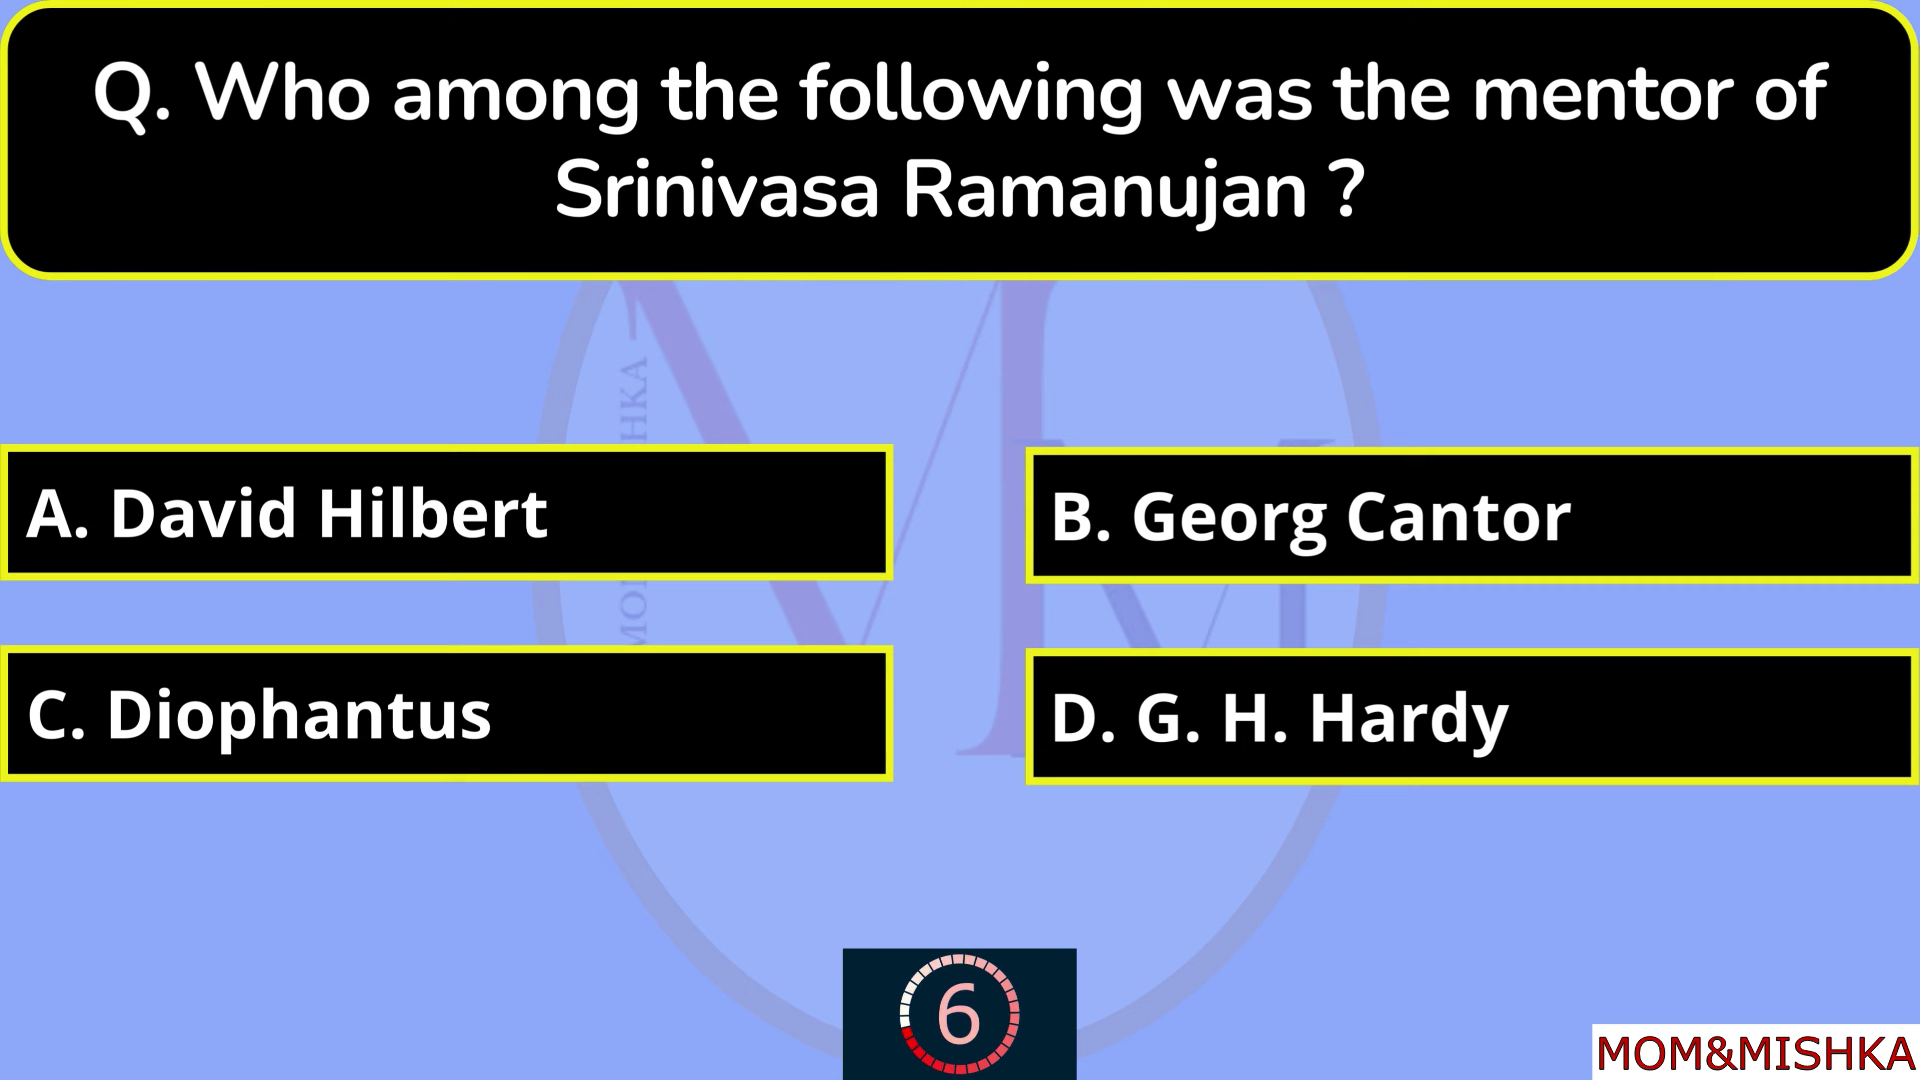 Q. Who among the following was the mentor of
Srinivasa Ramanujan ?
A. David Hilbert
B. Georg Cantor
C. Diophantus
D. G. H. Hardy
6
MOM&MISHKA